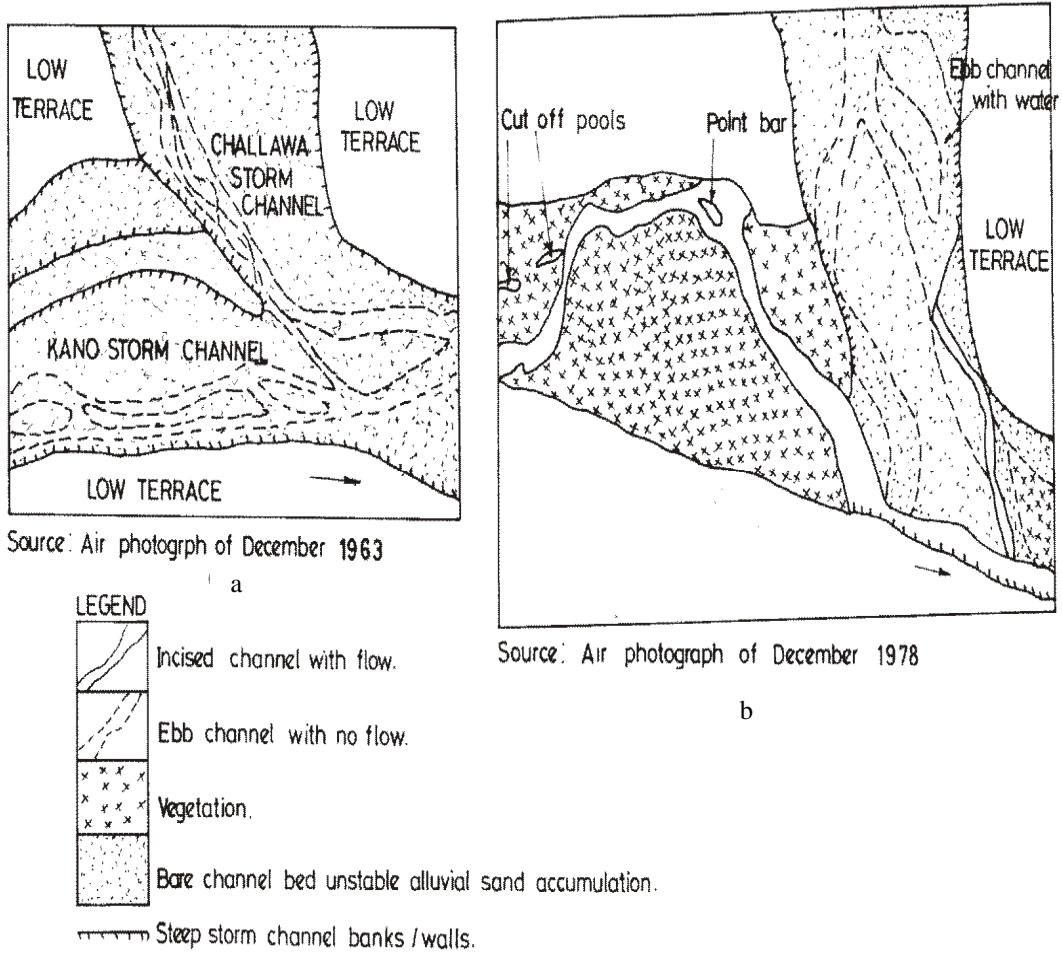 LOW
TERRACE
LOW
TERRACE
CHALLAWA
STORM
CHANNEL
KANO STORM CHANNEL
LOW TERRACE
Source: Air photogrph of December 1963
a
Cut off pools
Point bar
Ebb channel
with water
LOW
TERRACE
Source: Air photograph of December 1978
b
LEGEND
Incised channel with flow.
Ebb channel with no flow.
Vegetation.
Bare channel bed unstable alluvial sand accumulation.
Steep storm channel banks / walls.